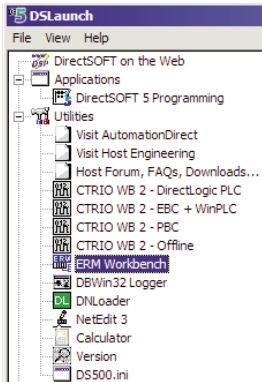 DSLaunch
File View Help
DirectSOFT on the Web
Applications
DirectSOFT 5 Programming
Utilities
Visit AutomationDirect
Visit Host Engineering
Host Forum, FAQs, Downloads...
CTRIO WB 2 - DirectLogic PLC
CTRIO WB 2 - EBC + WinPLC
CTRIO WB 2 - PBC
CTRIO WB 2 - Offline
ERM Workbench
DBWin32 Logger
DL DNLoader
NetEdit 3
Calculator
Version
DS500.ini